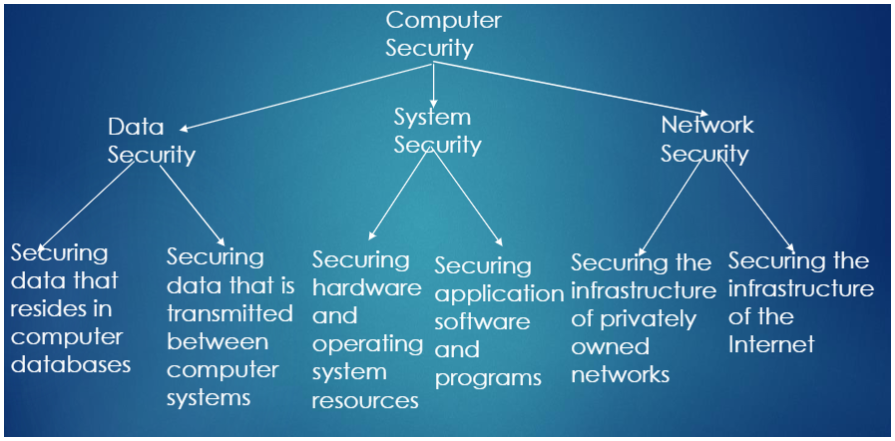 Computer
Security
Data
Security
System
Security
Network
Security
Securing
data that
resides in
computer
databases
Securing
data that is
transmitted
between
computer
systems
Securing
hardware
and
operating
system
resources
Securing
application
software
and
programs
Securing the
infrastructure
of privately
owned
networks
Securing the
infrastructure
of the
Internet